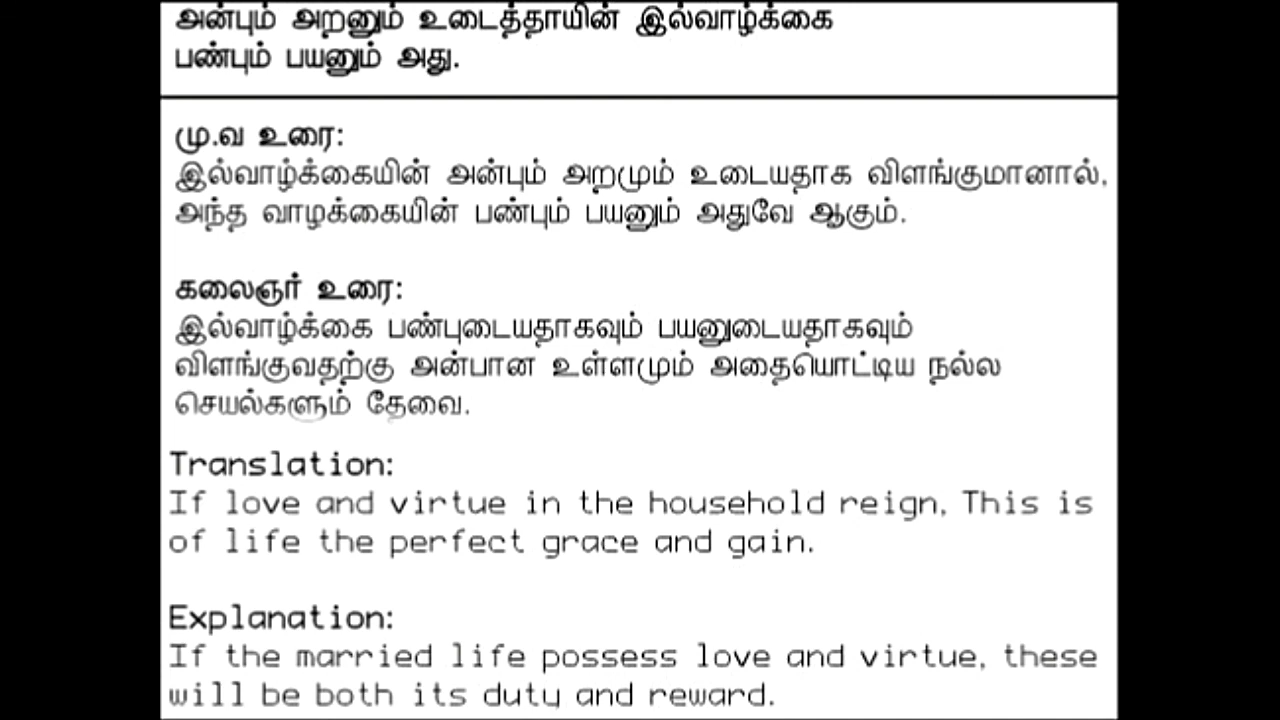 அன்பும் அறனும் உடைத்தாயின் இல்வாழ்க்கை
பண்பும் பயனும் அது.
மு.வ உரை:
இல்வாழ்க்கையின் அன்பும் அறமும் உடையதாக விளங்குமானால்,
அந்த வாழக்கையின் பண்பும் பயனும் அதுவே ஆகும்.
கலைஞர் உரை:
இல்வாழ்க்கை பண்புடையதாகவும் பயனுடையதாகவும்
விளங்குவதற்கு அன்பான உள்ளமும் அதையொட்டிய நல்ல
செயல்களும் தேவை.
Translation:
If love and virtue in the household reign, This is
of life the perfect grace and gain.
Explanation:
If the married life possess love and virtue, these
will be both its duty and reward.